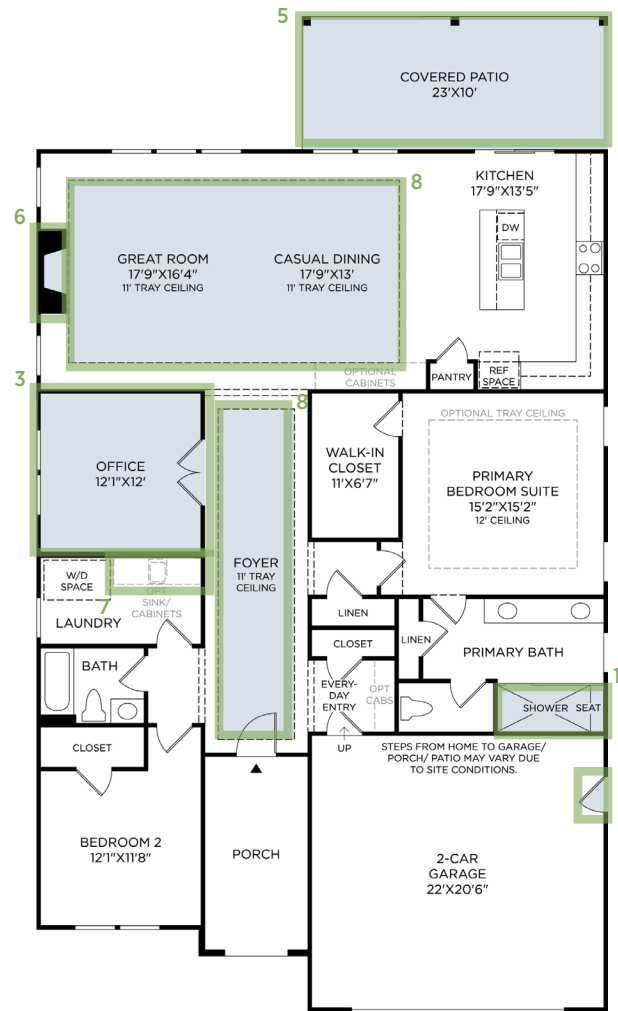 5
COVERED PATIO
23'X10'
KITCHEN
17'9"X13'5"
8
DW
6
GREAT ROOM
17'9"X16'4"
11' TRAY CEILING
CASUAL DINING
17'9"X13'
11' TRAY CEILING
OPTIONAL
CABINETS
PANTRY
REF
SPACE
3
8
OFFICE
12'1"X12'
WALK-IN
CLOSET
11'X6'7"
OPTIONAL TRAY CEILING
PRIMARY
BEDROOM SUITE
15'2"X15'2"
12' CEILING
FOYER
11' TRAY
CEILING
W/D
SPACE
7
OPT
SINK/
CABINETS
LAUNDRY
LINEN
CLOSET
LINEN
PRIMARY BATH
BATH
EVERY-
DAY
ENTRY
OPT
CABS
1
SHOWER SEAT
UP
CLOSET
STEPS FROM HOME TO GARAGE/
PORCH/ PATIO MAY VARY DUE
TO SITE CONDITIONS.
BEDROOM 2
12'1"X11'8"
PORCH
2-CAR
GARAGE
22'X20'6"